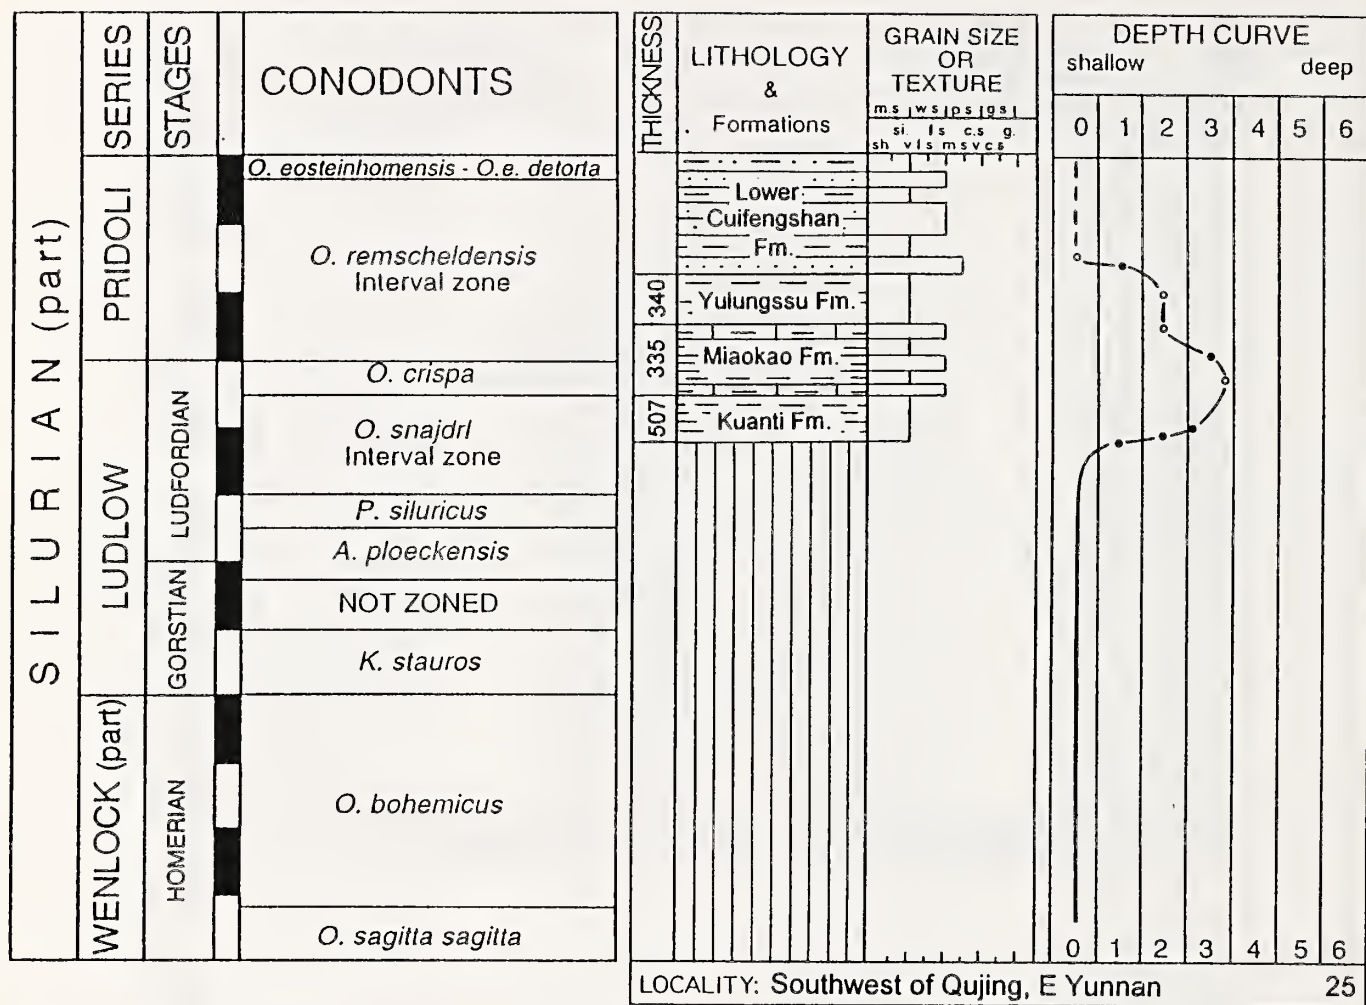 SERIES
STAGES
CONODONTS
SILURIAN (part)
PRIDOLI
LUDLOW
WENLOCK (part)
LUDFORDIAN
GORSTIAN
HOMERIAN
O. eosteinhornensis - O.e. detorta
O. remscheldensis
Interval zone
O. crispa
O. snajdrl
Interval zone
P. siluricus
A. ploeckensis
NOT ZONED
K. stauros
O. bohemicus
O. sagitta sagitta
THICKNESS
LITHOLOGY
&
Formations
GRAIN SIZE
OR
TEXTURE
m.s w s p s g s
si. f s c.s g.
sh v f s m s v c s
340
335
507
Lower
Cuifengshan
Fm.
Yulungssu Fm.
Miaokao Fm.
Kuanti Fm.
DEPTH CURVE
shallow deep
0 1 2 3 4 5 6
0 1 2 3 4 5 6
LOCALITY: Southwest of Qujing, E Yunnan 25